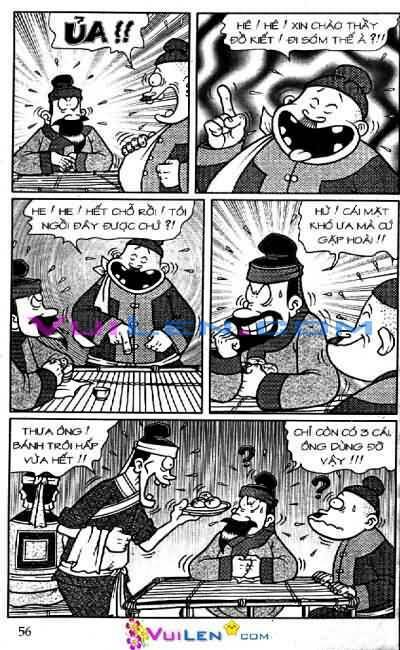 ỦA !!
HÊ ! HÊ ! XIN CHÀO THẦY
ĐỒ KIẾT ! ĐI SỚM THẾ À ?!!
HE ! HE ! HẾT CHỖ RỒI ! TÔI
NGỒI ĐÂY ĐƯỢC CHỨ ?!
HỪ ! CÁI MẶT
KHÓ ƯA MÀ CỨ
GẶP HOÀI !!
VUILEN.COM
THƯA ÔNG !
BÁNH TRÔI HẤP
VỪA HẾT !!
CHỈ CÒN CÓ 3 CÁI,
ÔNG DÙNG ĐỠ
VẬY !!!
?
?
56
VUILEN COM